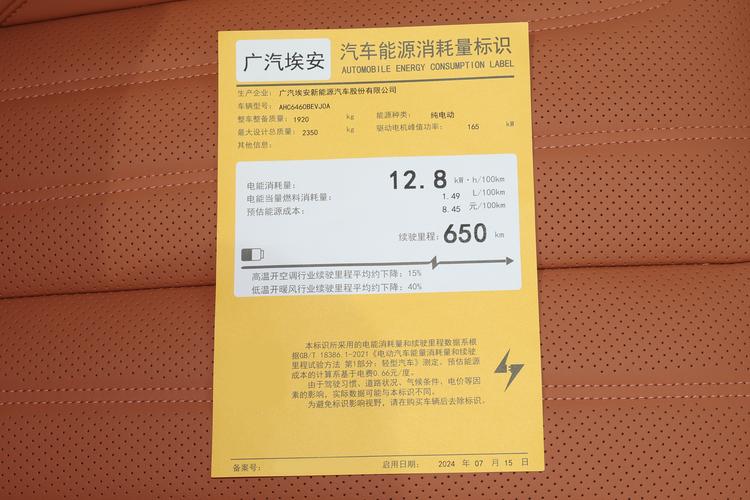 广汽埃安
汽车能源消耗量标识
AUTOMOBILE ENERGY CONSUMPTION LABEL
生产企业： 广汽埃安新能源汽车股份有限公司
车辆型号： AHC6460BEVJ0A
整车整备质量： 1920 kg 能源种类： 纯电动
最大设计总质量： 2350 kg 驱动电机峰值功率： 165 kW
其他信息：
电能消耗量： 12.8 kW·h/100km
电能当量燃料消耗量： 1.49 L/100km
预估能源成本： 8.45 元/100km
续驶里程： 650 km
高温开空调行业续驶里程平均约下降：15%
低温开暖风行业续驶里程平均约下降：40%
本标识所采用的电能消耗量和续驶里程数据系根
据GB/T 18386.1-2021《电动汽车能量消耗量和续驶
里程试验方法 第1部分：轻型汽车》测定。预估能源
成本的计算系基于电费0.66元/度。
由于驾驶习惯、道路状况、气候条件、电价等因
素的影响，实际数据可能与本标识不同。
为避免标识影响视野，请在购买车辆后去除标识。
备案号： 启用日期： 2024 年 07 月 15 日